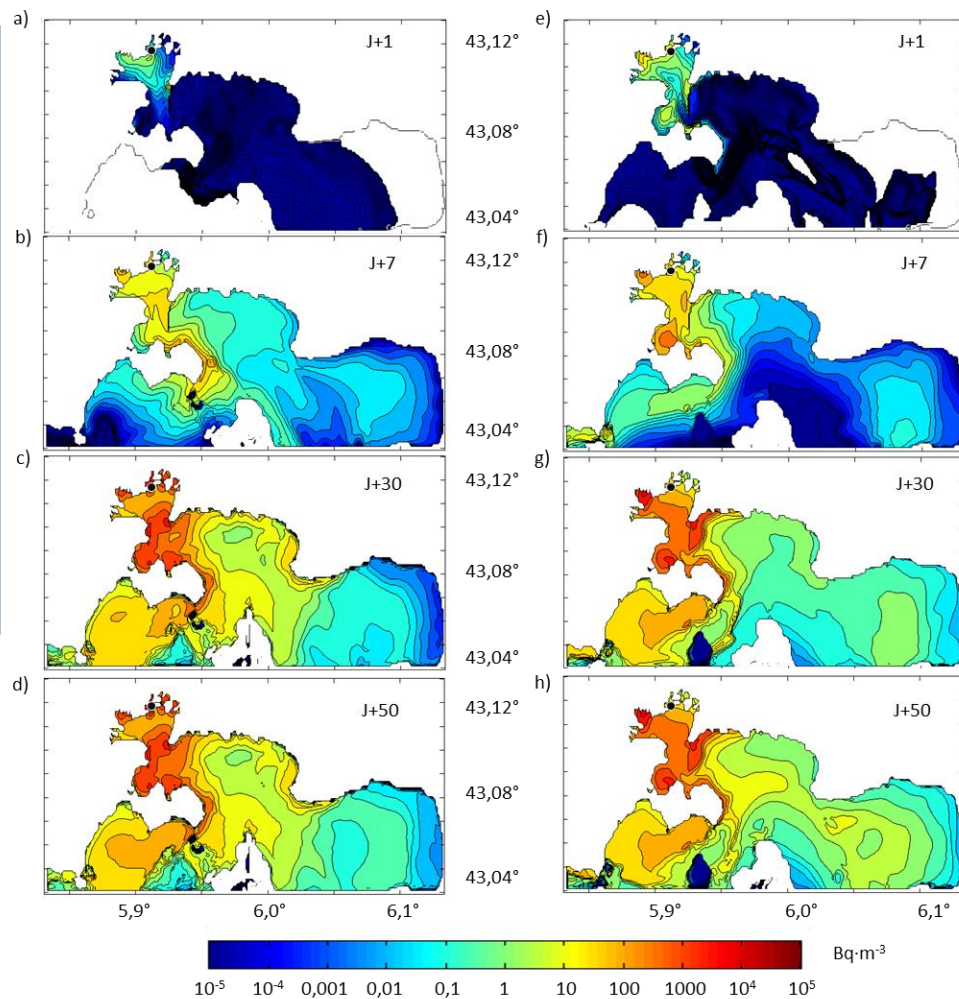 a) J+1 43,12° e) J+1
43,08°
43,04°
b) J+7 43,12° f) J+7
43,08°
43,04°
c) J+30 43,12° g) J+30
43,08°
43,04°
d) J+50 43,12° h) J+50
43,08°
43,04°
5,9° 6,0° 6,1° 5,9° 6,0° 6,1°
Bq·m⁻³
10⁻⁵ 10⁻⁴ 0,001 0,01 0,1 1 10 100 1000 10⁴ 10⁵